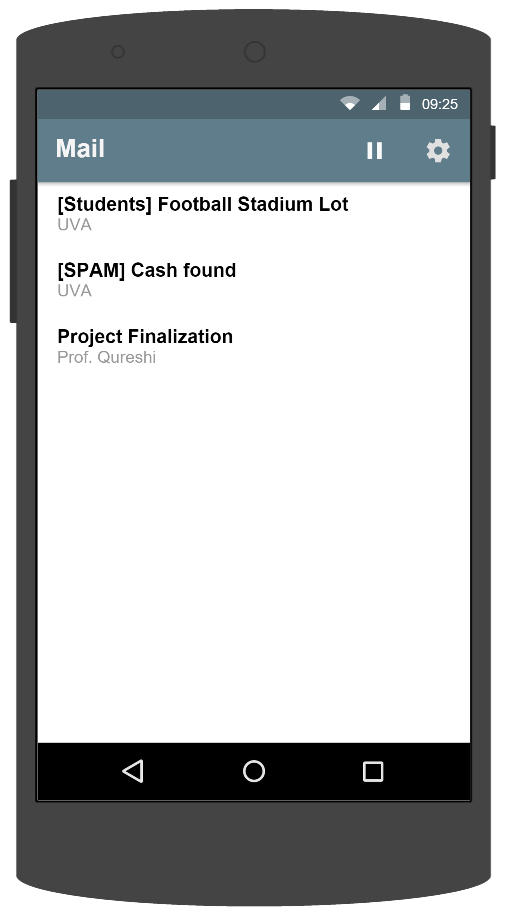 09:25
Mail
[Students] Football Stadium Lot
UVA
[SPAM] Cash found
UVA
Project Finalization
Prof. Qureshi